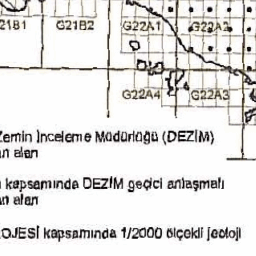 21B1 G21B2 G22A1 G22A2
G22A4 G22A3
Zemin İnceleme Müdürlüğü (DEZİM)
an alan
kapsamında DEZİM geçici anlaşmalı
an alan
OJESİ kapsamında 1/2000 ölçekli jeoloji